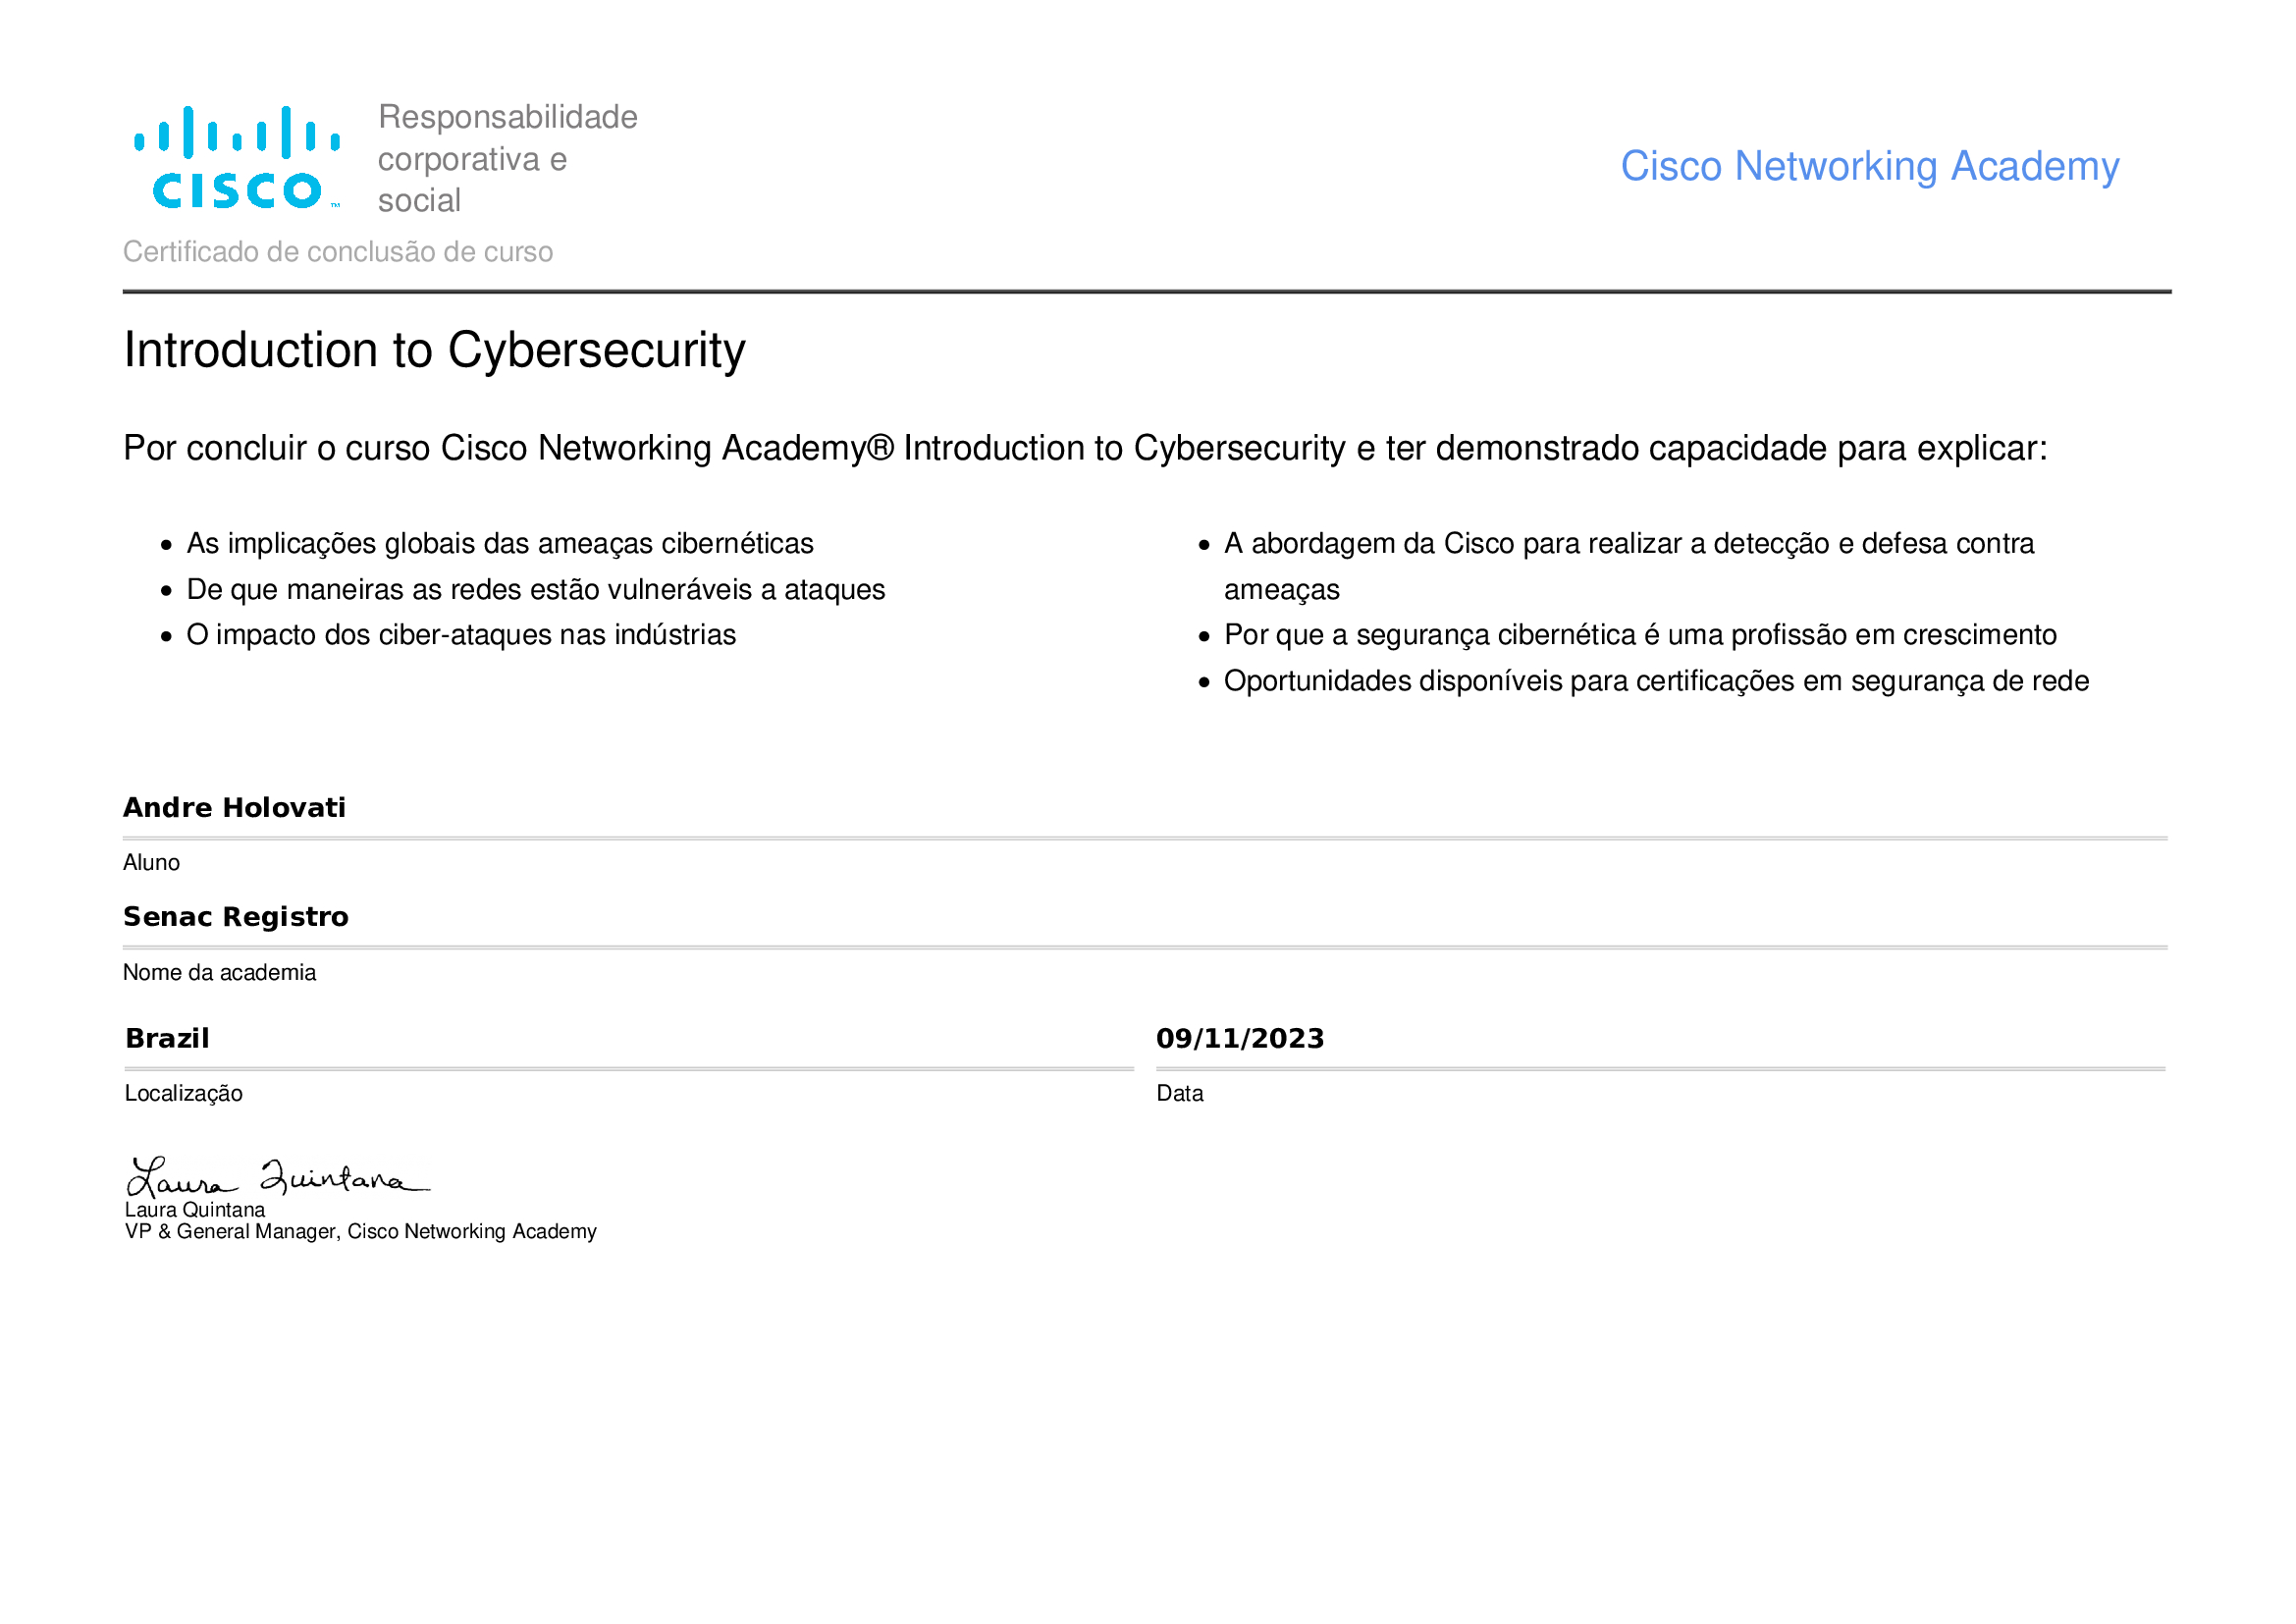 CISCO™
Responsabilidade
corporativa e
social
Cisco Networking Academy
Certificado de conclusão de curso
Introduction to Cybersecurity
Por concluir o curso Cisco Networking Academy® Introduction to Cybersecurity e ter demonstrado capacidade para explicar:
• As implicações globais das ameaças cibernéticas
• De que maneiras as redes estão vulneráveis a ataques
• O impacto dos ciber-ataques nas indústrias
• A abordagem da Cisco para realizar a detecção e defesa contra
ameaças
• Por que a segurança cibernética é uma profissão em crescimento
• Oportunidades disponíveis para certificações em segurança de rede
Andre Holovati
Aluno
Senac Registro
Nome da academia
Brazil
Localização
09/11/2023
Data
Laura Quintana
Laura Quintana
VP & General Manager, Cisco Networking Academy